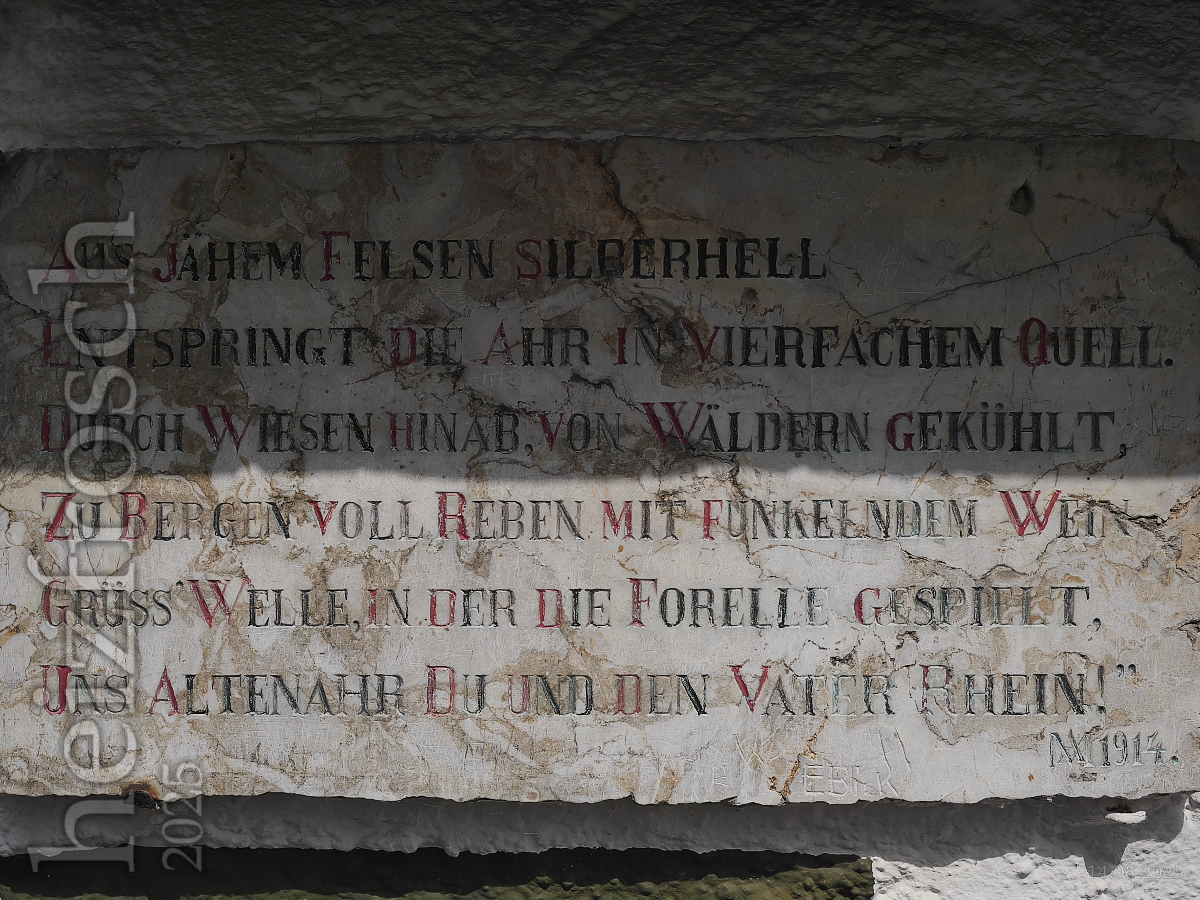 AUS JÄHEM FELSEN SILBERHELL
ENTSPRINGT DIE AHR IN VIERFACHEM QUELL.
DURCH WIESEN HINAB, VON WÄLDERN GEKÜHLT,
ZU BERGEN VOLL REBEN MIT FUNKELNDEM WEIN
GRÜSS' WELLE, IN DER DIE FORELLE GESPIELT,
UNS ALTENAHR DU UND DEN VATER RHEIN!"
1914.
heizfrosch
2025